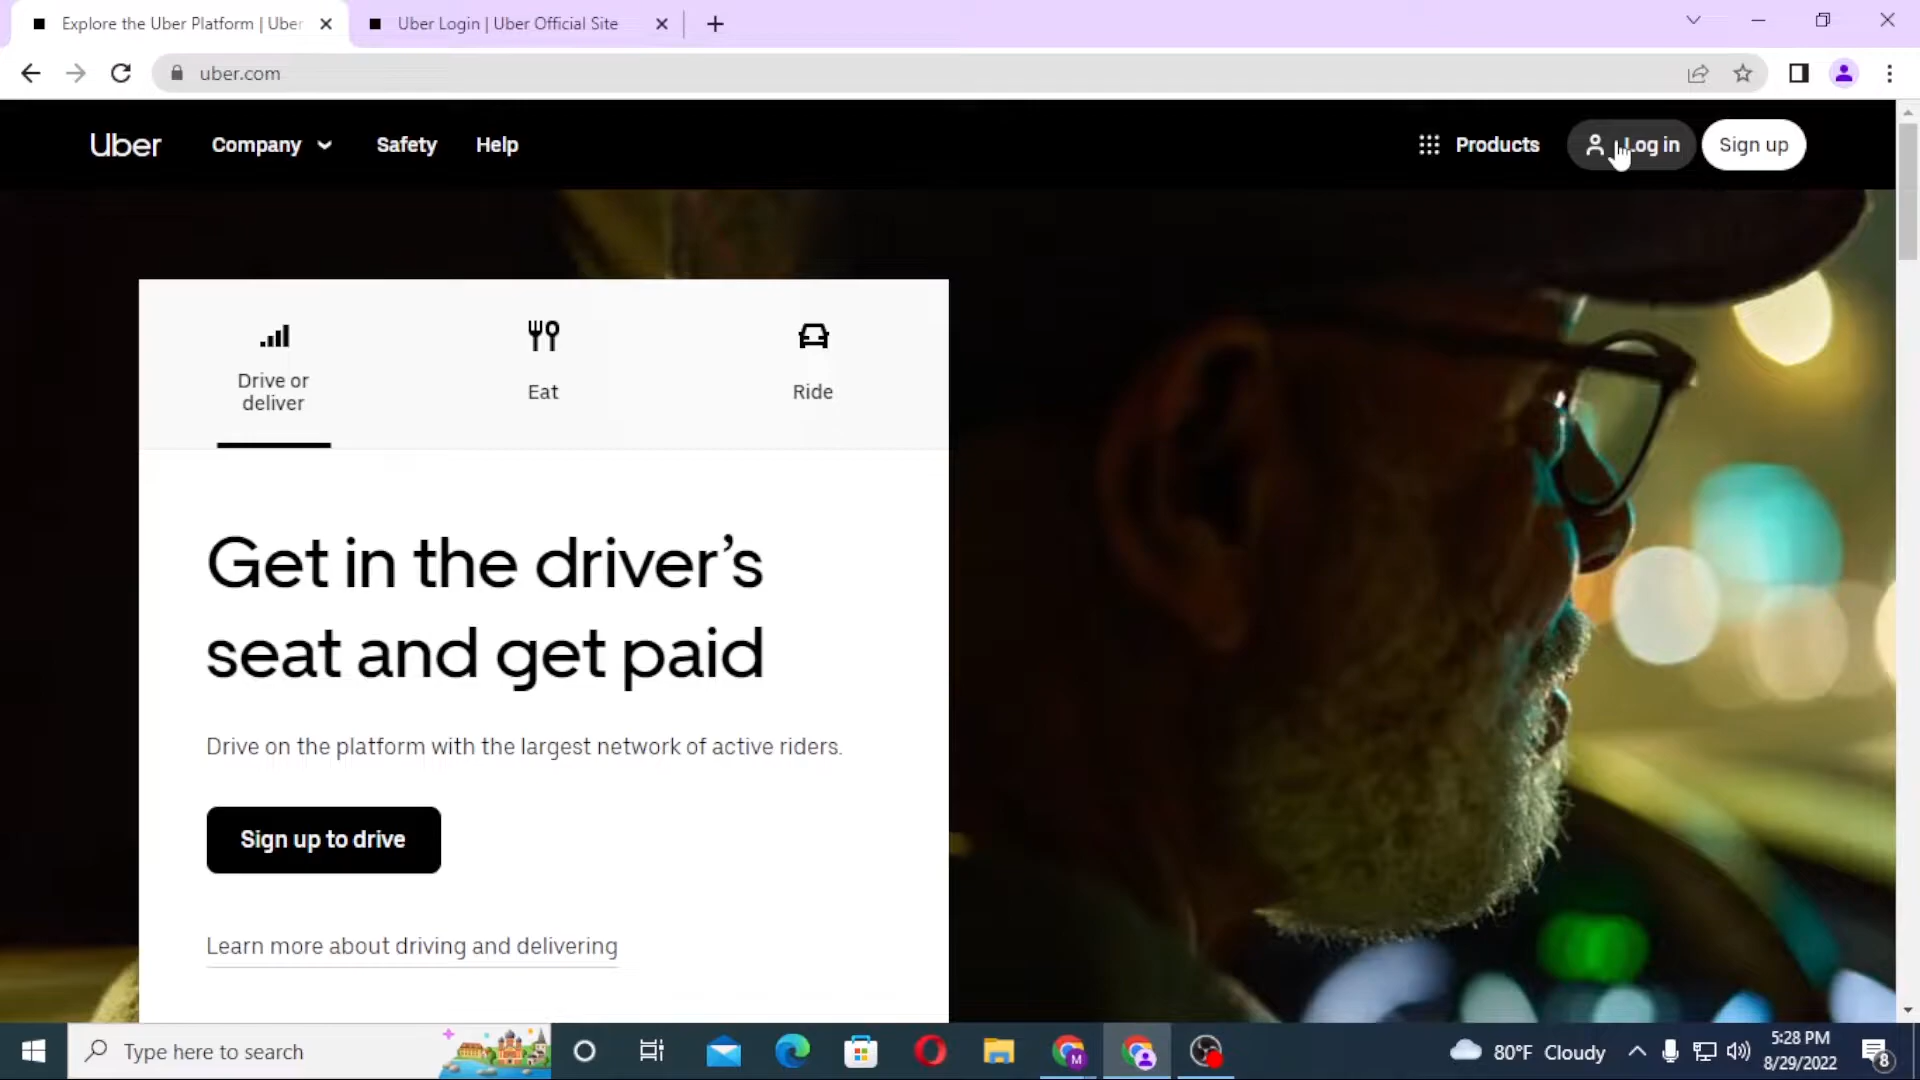 Explore the Uber Platform | Uber
Uber Login | Uber Official Site
uber.com
Uber
Company
Safety
Help
Products
Log in
Sign up
Drive or
deliver
Eat
Ride
Get in the driver’s
seat and get paid
Drive on the platform with the largest network of active riders.
Sign up to drive
Learn more about driving and delivering
Type here to search
M
80°F Cloudy
5:28 PM
8/29/2022
8